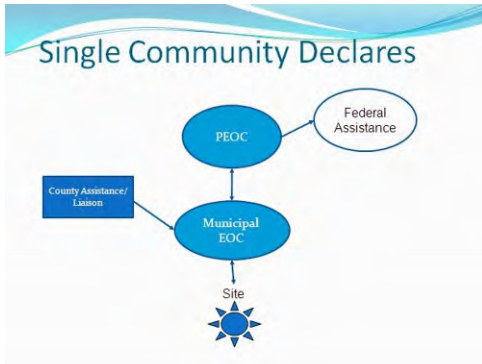 Single Community Declares
Federal
Assistance
PEOC
County Assistance/
Liaison
Municipal
EOC
Site